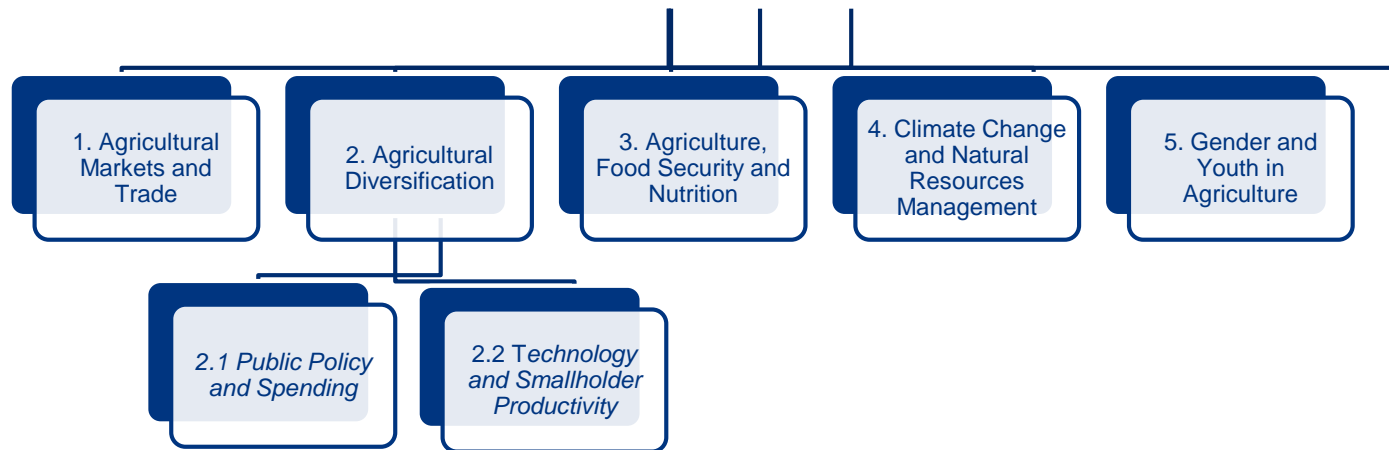 1. Agricultural
Markets and
Trade
2. Agricultural
Diversification
3. Agriculture,
Food Security and
Nutrition
4. Climate Change
and Natural
Resources
Management
5. Gender and
Youth in
Agriculture
2.1 Public Policy
and Spending
2.2 Technology
and Smallholder
Productivity